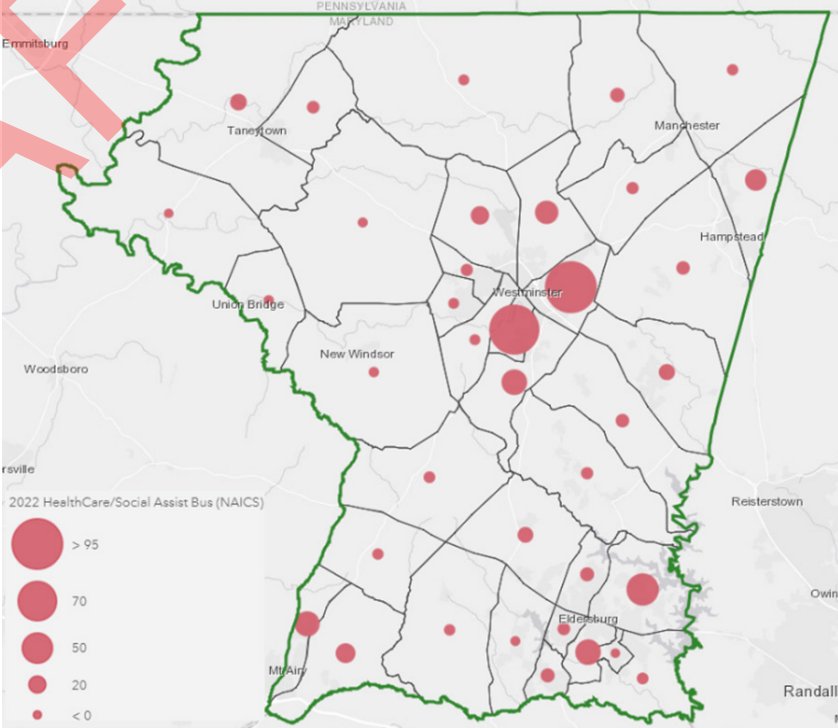 PENNSYLVANIA
MARYLAND
Emmitsburg
Taneytown
Manchester
Hampstead
Westminster
Union Bridge
New Windsor
Woodsboro
rsville
Reisterstown
2022 HealthCare/Social Assist Bus (NAICS)
> 95
70
50
20
< 0
Eldersburg
Owin
Mt Airy
Randall